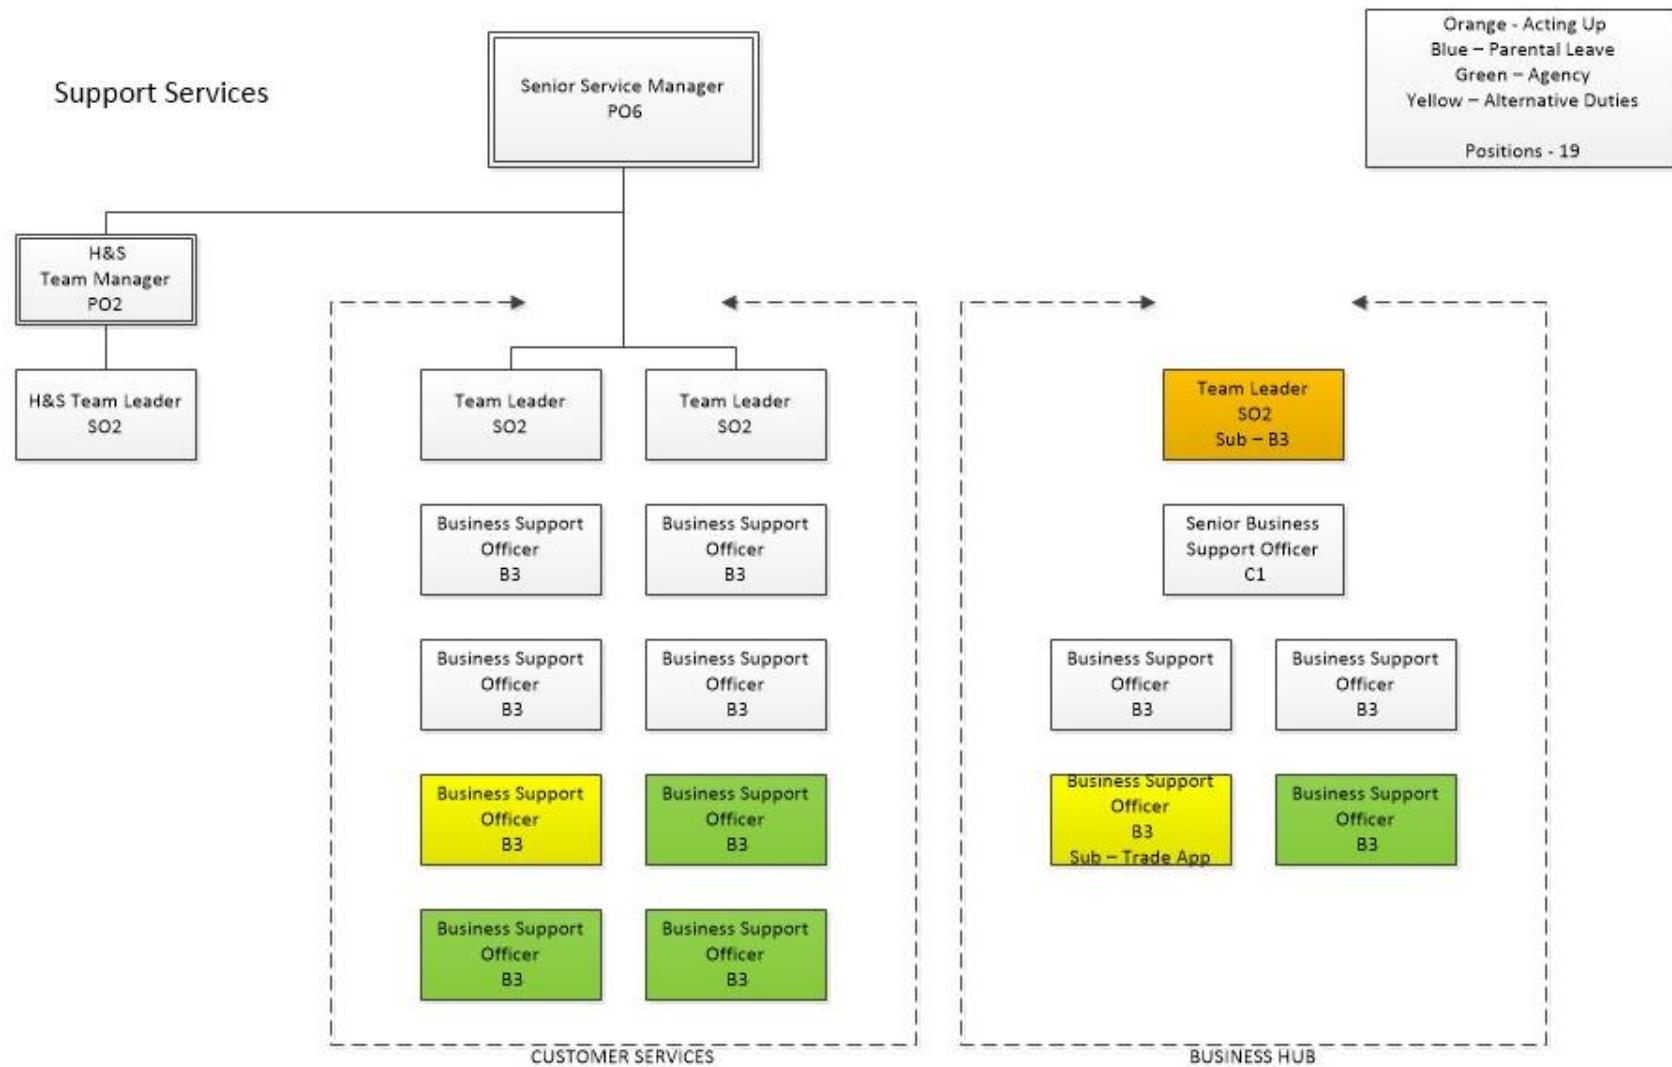 Support Services
Senior Service Manager
PO6
Orange - Acting Up
Blue – Parental Leave
Green – Agency
Yellow – Alternative Duties
Positions - 19
H&S
Team Manager
PO2
H&S Team Leader
SO2
Team Leader
SO2
Team Leader
SO2
Team Leader
SO2
Sub – B3
Business Support
Officer
B3
Business Support
Officer
B3
Senior Business
Support Officer
C1
Business Support
Officer
B3
Business Support
Officer
B3
Business Support
Officer
B3
Business Support
Officer
B3
Business Support
Officer
B3
Business Support
Officer
B3
Business Support
Officer
B3
Sub – Trade App
Business Support
Officer
B3
Business Support
Officer
B3
Business Support
Officer
B3
CUSTOMER SERVICES
BUSINESS HUB